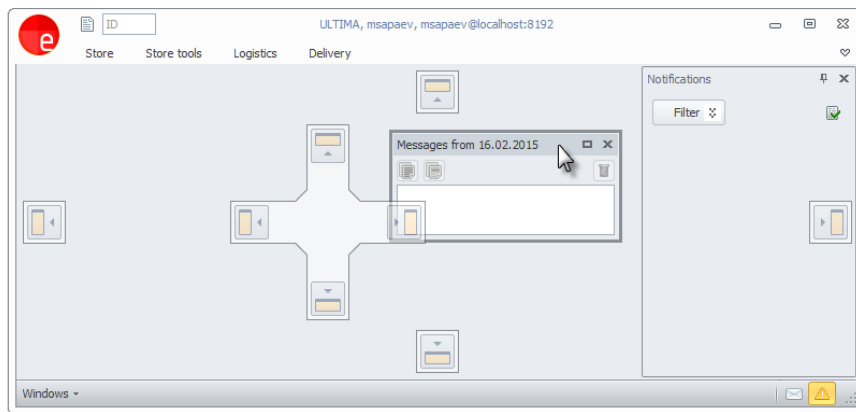 e
ID
ULTIMA, msapaev, msapaev@localhost:8192
Store Store tools Logistics Delivery
Notifications
Filter
Messages from 16.02.2015
Windows